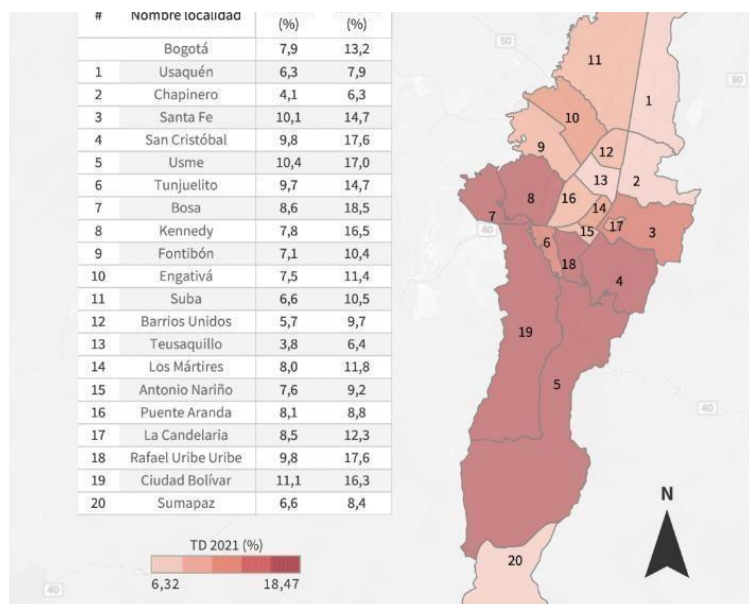 # Nombre localidad (%) (%)
Bogotá 7,9 13,2
1 Usaquén 6,3 7,9
2 Chapinero 4,1 6,3
3 Santa Fe 10,1 14,7
4 San Cristóbal 9,8 17,6
5 Usme 10,4 17,0
6 Tunjuelito 9,7 14,7
7 Bosa 8,6 18,5
8 Kennedy 7,8 16,5
9 Fontibón 7,1 10,4
10 Engativá 7,5 11,4
11 Suba 6,6 10,5
12 Barrios Unidos 5,7 9,7
13 Teusaquillo 3,8 6,4
14 Los Mártires 8,0 11,8
15 Antonio Nariño 7,6 9,2
16 Puente Aranda 8,1 8,8
17 La Candelaria 8,5 12,3
18 Rafael Uribe Uribe 9,8 17,6
19 Ciudad Bolívar 11,1 16,3
20 Sumapaz 6,6 8,4
TD 2021 (%)
6,32 18,47
50
11
50
1
10
9
12
13
2
8
16
7
14
40
15
17
3
6
18
4
19
5
40
N
20
40